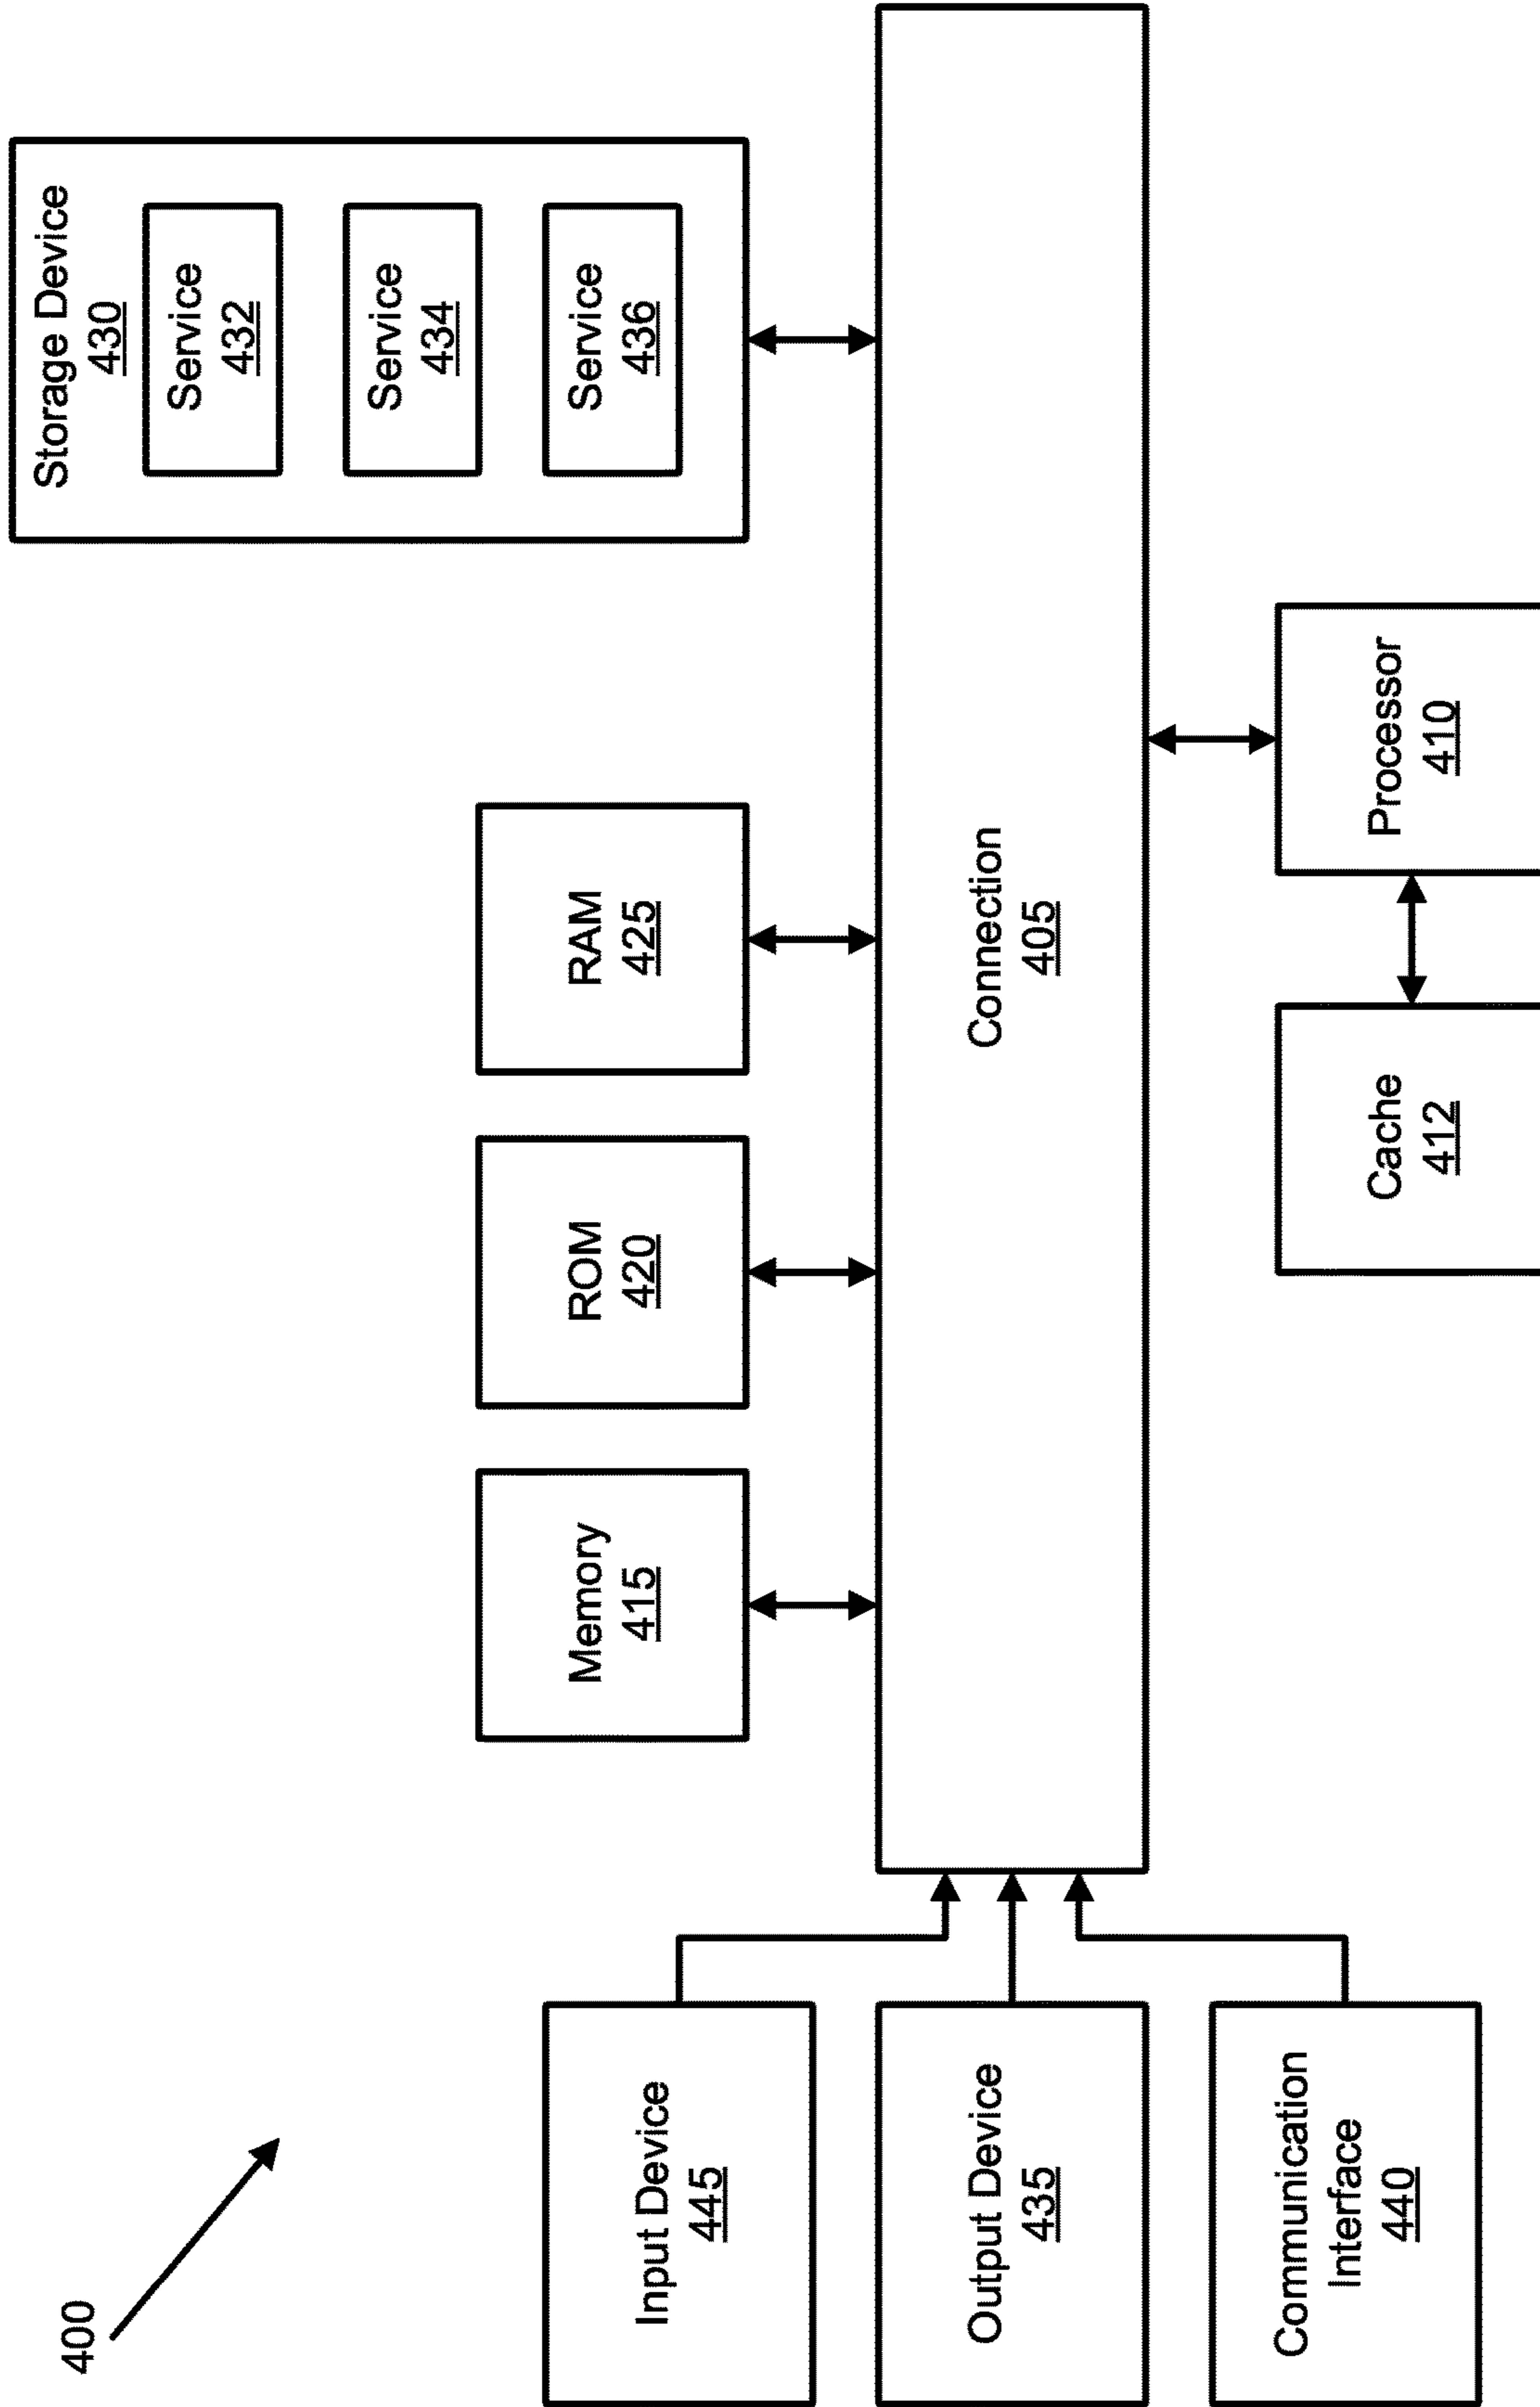 400
Storage Device
430
Service
432
Service
434
Service
436
Memory
415
ROM
420
RAM
425
Input Device
445
Output Device
435
Communication
Interface
440
Connection
405
Cache
412
Processor
410